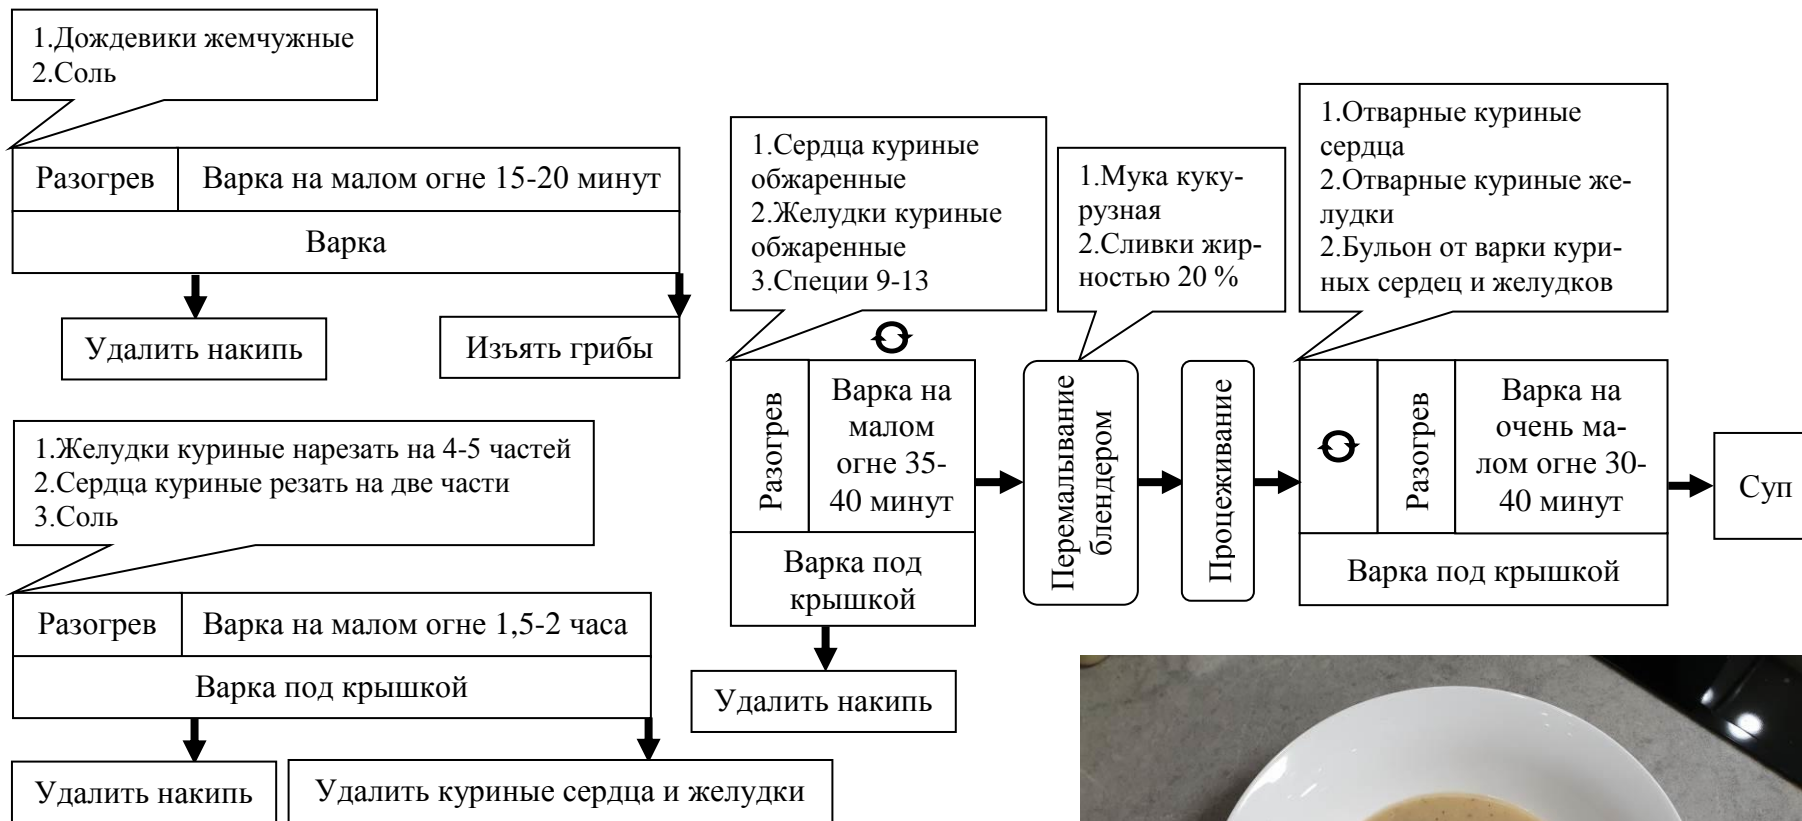 1.Дождевики жемчужные
2.Соль
Разогрев
Варка на малом огне 15-20 минут
Варка
Удалить накипь
Изъять грибы
1.Желудки куриные нарезать на 4-5 частей
2.Сердца куриные резать на две части
3.Соль
Разогрев
Варка на малом огне 1,5-2 часа
Варка под крышкой
Удалить накипь
Удалить куриные сердца и желудки
1.Сердца куриные
обжаренные
2.Желудки куриные
обжаренные
3.Специи 9-13
Разогрев
Варка на
малом
огне 35-
40 минут
Варка под
крышкой
Удалить накипь
1.Мука куку-
рузная
2.Сливки жир-
ностью 20 %
Перемалывание
блендером
Процеживание
1.Отварные куриные
сердца
2.Отварные куриные же-
лудки
2.Бульон от варки кури-
ных сердец и желудков
Разогрев
Варка на
очень ма-
лом огне 30-
40 минут
Варка под крышкой
Суп